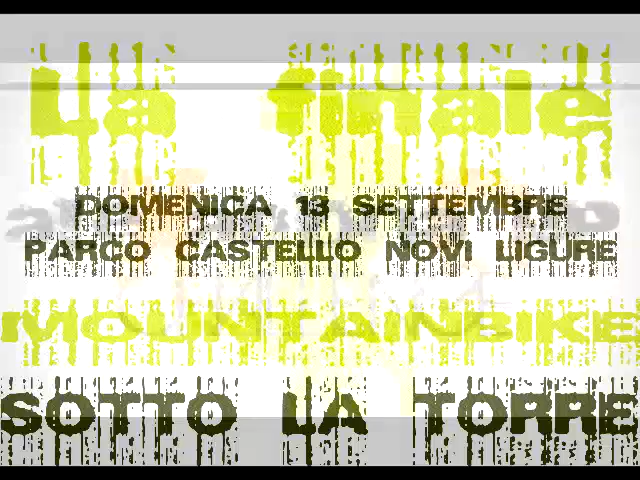 La finale
DOMENICA 13 SETTEMBRE
PARCO CASTELLO NOVI LIGURE
MOUNTAINBIKE
SOTTO LA TORRE